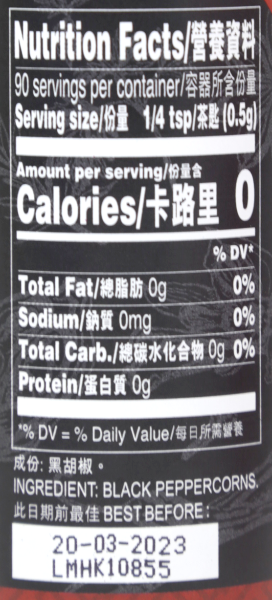 Nutrition Facts/營養資料
90 servings per container/容器所含份量
Serving size/份量 1/4 tsp/茶匙 (0.5g)
Amount per serving/份量含
Calories/卡路里 0
% DV*
Total Fat/總脂肪 0g 0%
Sodium/鈉質 0mg 0%
Total Carb./總碳水化合物 0g 0%
Protein/蛋白質 0g
*% DV = % Daily Value/每日所需營養
成份: 黑胡椒。
INGREDIENT: BLACK PEPPERCORNS.
此日期前最佳 BEST BEFORE :
20-03-2023
LMHK10855